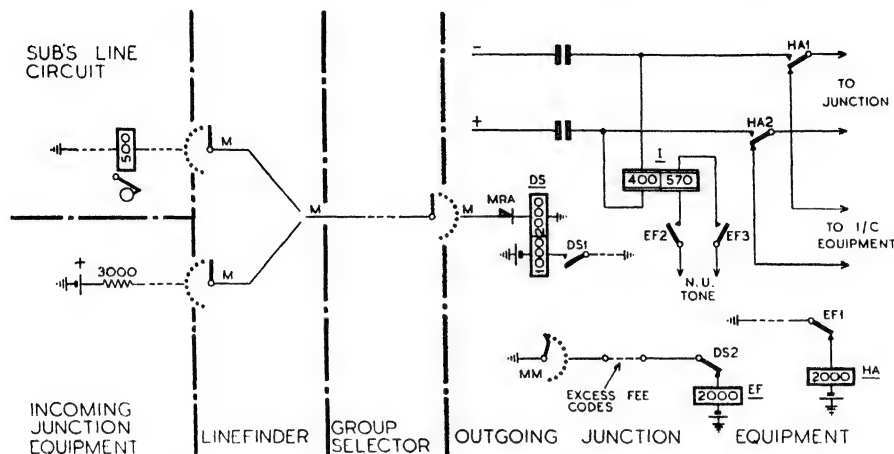 SUB'S LINE
CIRCUIT
500
M
M
+
3000
M
INCOMING
JUNCTION
EQUIPMENT
LINEFINDER
GROUP
SELECTOR
OUTGOING JUNCTION EQUIPMENT
-
+
HA1
TO
JUNCTION
HA2
I
400 570
DS
MRA
M
DS1
EF2
EF3
N.U.
TONE
TO I/C
EQUIPMENT
EF1
2000
HA
MM
EXCESS FEE
CODES
DS2
2000
EF